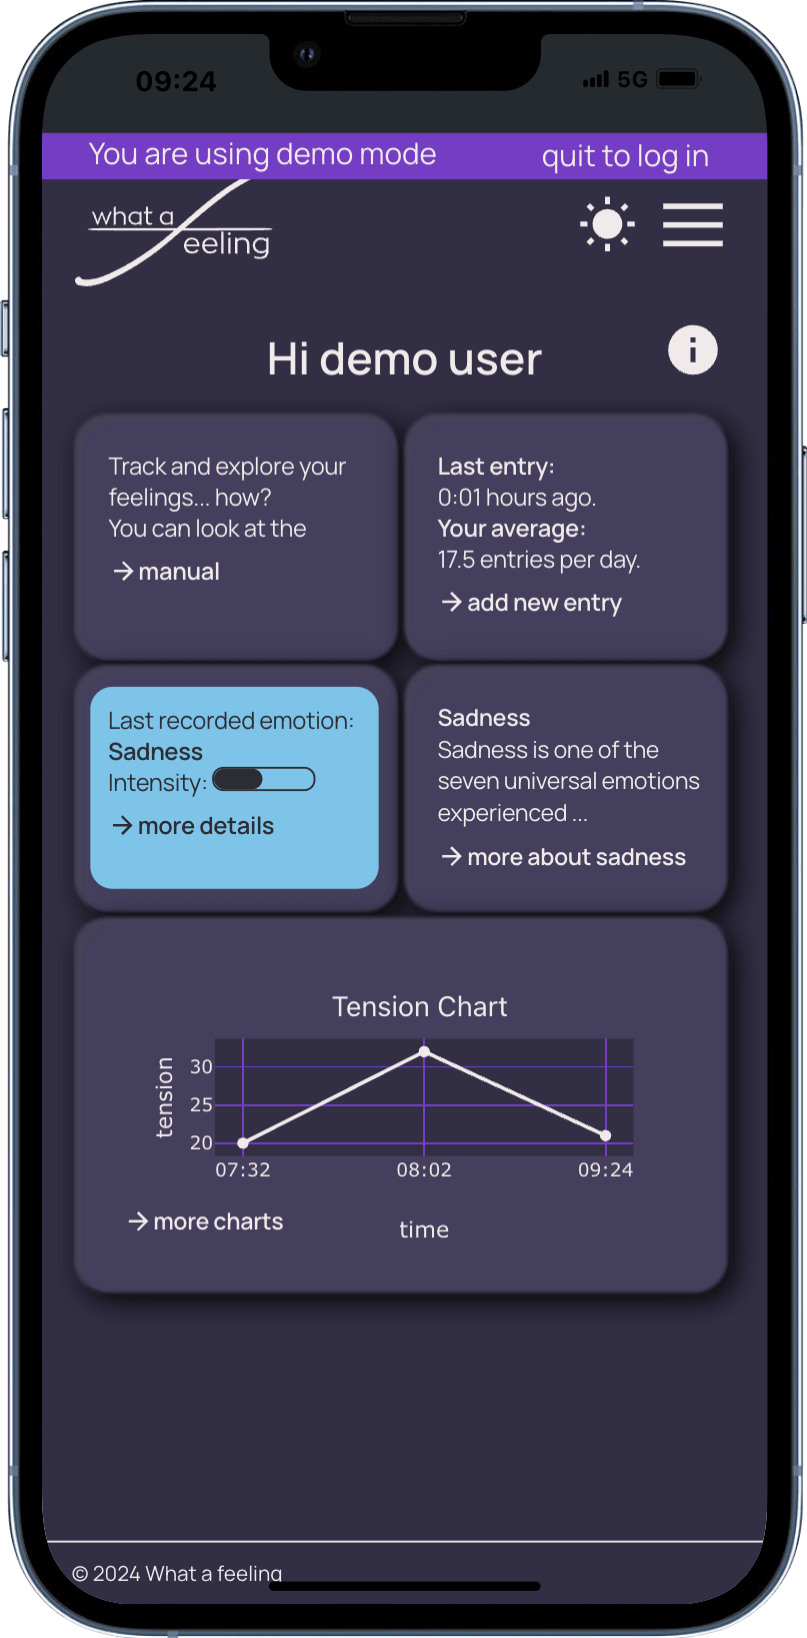 09:24 5G
You are using demo mode quit to log in
what a
eeling
Hi demo user
Track and explore your
feelings... how?
You can look at the
→ manual
Last entry:
0:01 hours ago.
Your average:
17.5 entries per day.
→ add new entry
Last recorded emotion:
Sadness
Intensity:
→ more details
Sadness
Sadness is one of the
seven universal emotions
experienced ...
→ more about sadness
Tension Chart
tension
30
25
20
07:32 08:02 09:24
time
→ more charts
© 2024 What a feeling